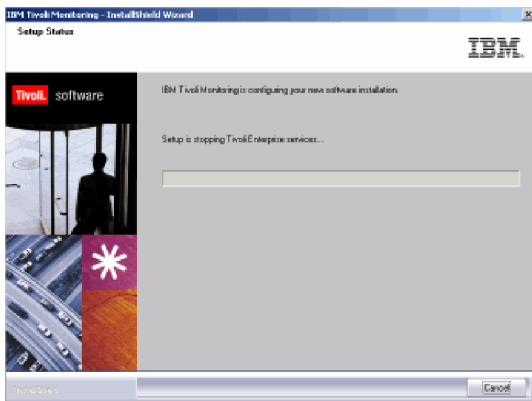 IBM Tivoli Monitoring - InstallShield Wizard
Setup Status
IBM.
Tivoli. software
IBM Tivoli Monitoring is configuring your new software installation.
Setup is stopping Tivoli Enterprise services...
InstallShield
Cancel